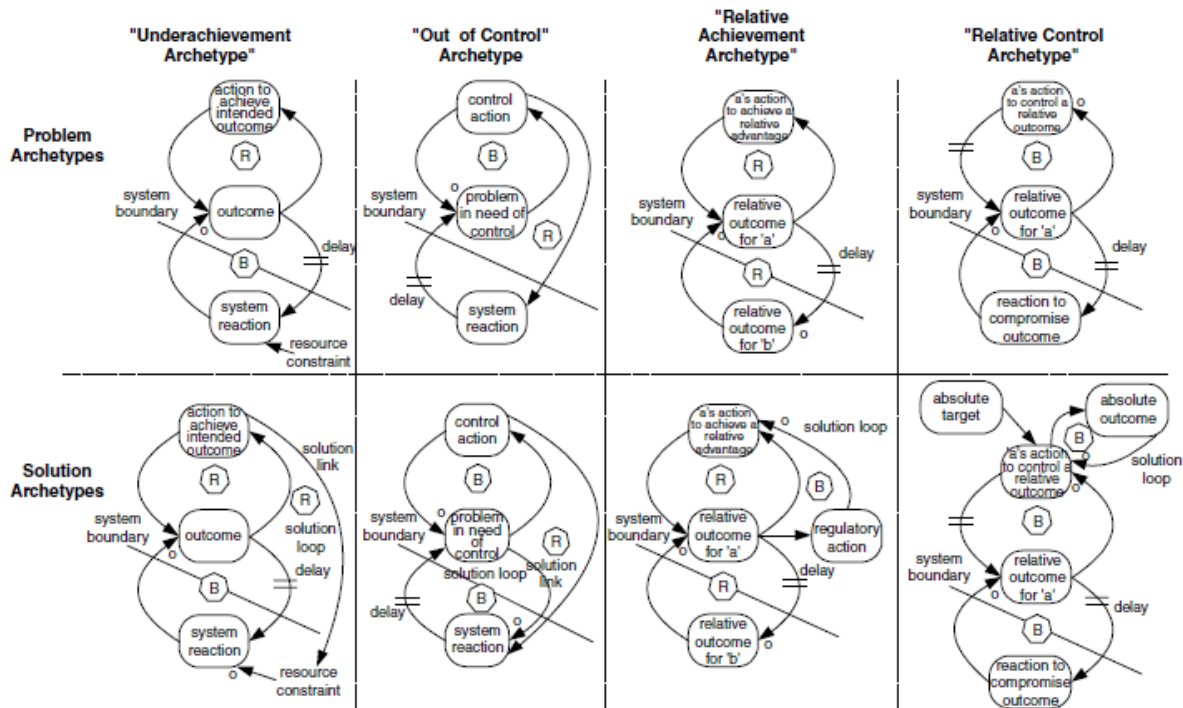 "Underachievement
Archetype"
"Out of Control"
Archetype
"Relative
Achievement
Archetype"
"Relative Control
Archetype"
Problem
Archetypes
action to
achieve
intended
outcome
R
system
boundary
outcome
o
delay
B
system
reaction
resource
constraint
control
action
B
o
system
boundary
problem
in need of
control
R
delay
system
reaction
a's action
to achieve a
relative
advantage
R
system
boundary
relative
outcome
for 'a'
o
delay
R
relative
outcome
for 'b'
o
a's action
to control a
relative
outcome
o
B
system
boundary
relative
outcome
for 'a'
o
delay
B
reaction to
compromise
outcome
Solution
Archetypes
action to
achieve
intended
outcome
solution
link
R
R
solution
loop
system
boundary
outcome
o
delay
B
system
reaction
o
resource
constraint
control
action
B
o
system
boundary
problem
in need of
control
R
solution
link
solution loop
delay
B
o
system
reaction
a's action
to achieve a
relative
advantage
o
solution loop
R
B
system
boundary
relative
outcome
for 'a'
regulatory
action
o
delay
R
relative
outcome
for 'b'
o
absolute
target
absolute
outcome
B
o
solution
loop
'a's action
to control a
relative
outcome
o
B
system
boundary
relative
outcome
for 'a'
o
delay
B
reaction to
compromise
outcome